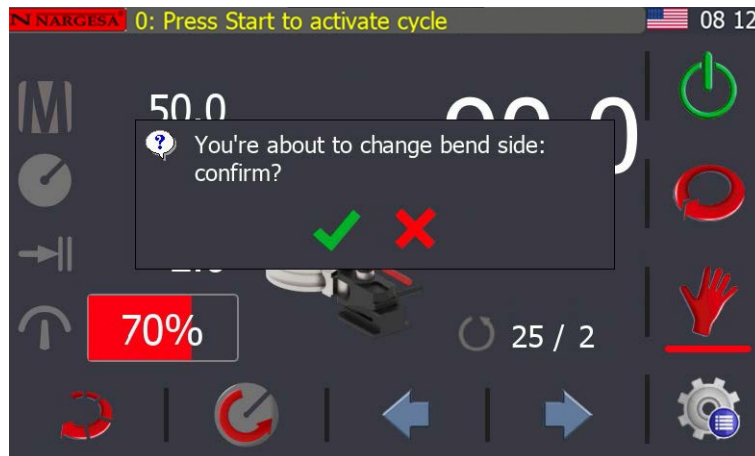 NARGESA 0: Press Start to activate cycle 08 12
50.0
You're about to change bend side:
confirm?
70%
25 / 2